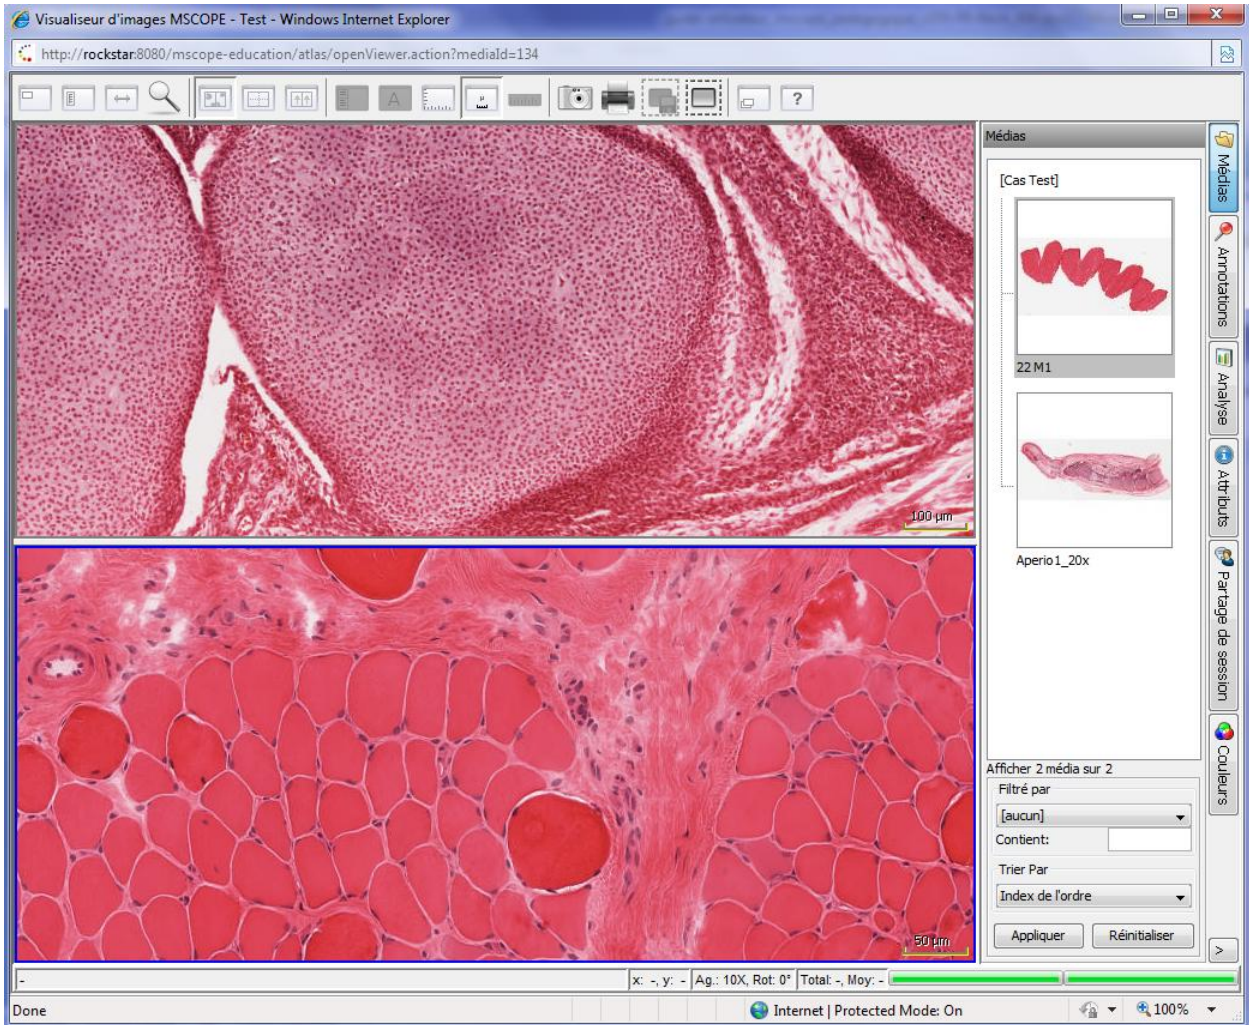 Visualiseur d'images MSCOPE - Test - Windows Internet Explorer
http://rockstar:8080/mscope-education/atlas/openViewer.action?mediaId=134
A
µ
?
Médias
[Cas Test]
22 M1
Aperio1_20x
100 µm
50 µm
Médias
Annotations
Analyse
Attributs
Partage de session
Couleurs
Afficher 2 média sur 2
Filtré par
[aucun]
Contient:
Trier Par
Index de l'ordre
Appliquer
Réinitialiser
>
-
x: -, y: -
Ag.: 10X, Rot: 0°
Total: -, Moy: -
Done
Internet | Protected Mode: On
100%